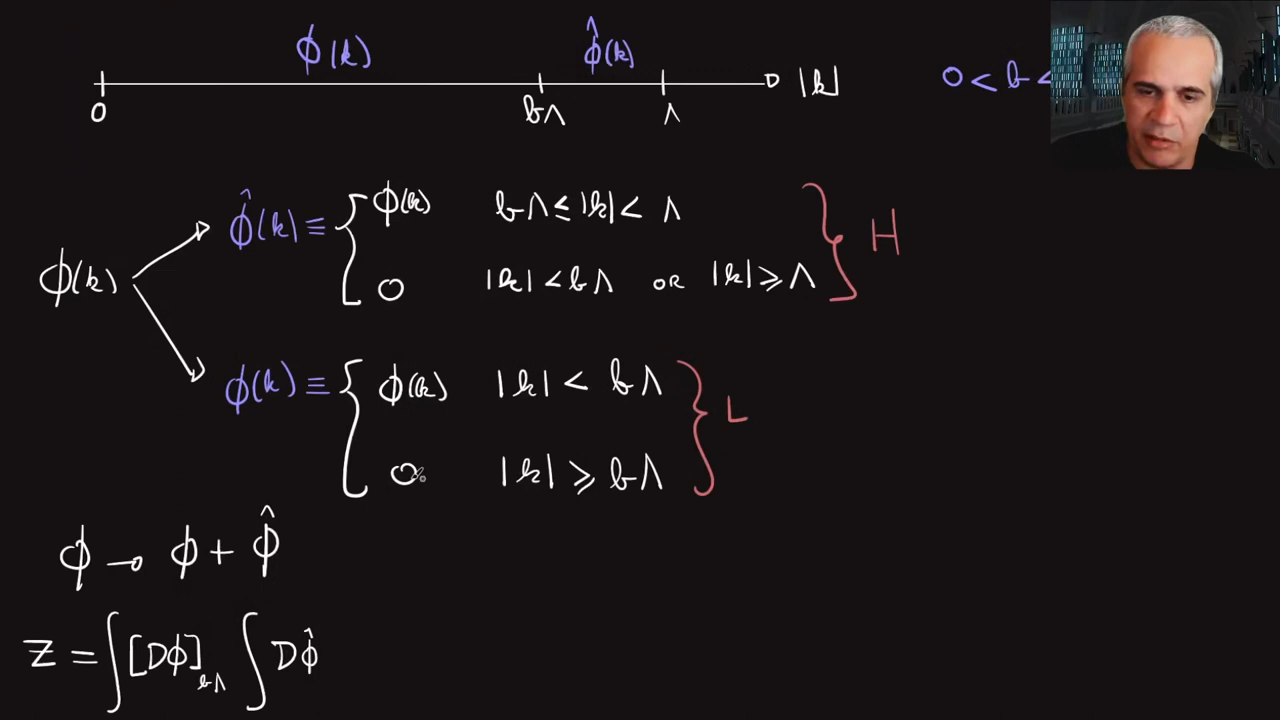 ϕ(k) ϕ̂(k)
0 bΛ Λ |k| 0 < b <
ϕ̂(k) ≡ { ϕ(k) bΛ ≤ |k| < Λ
0 |k| < bΛ OR |k| ≥ Λ } H
ϕ(k)
ϕ(k) ≡ { ϕ(k) |k| < bΛ
0 |k| ≥ bΛ } L
ϕ → ϕ + ϕ̂
Z = ∫ [Dϕ]_{bΛ} ∫ Dϕ̂